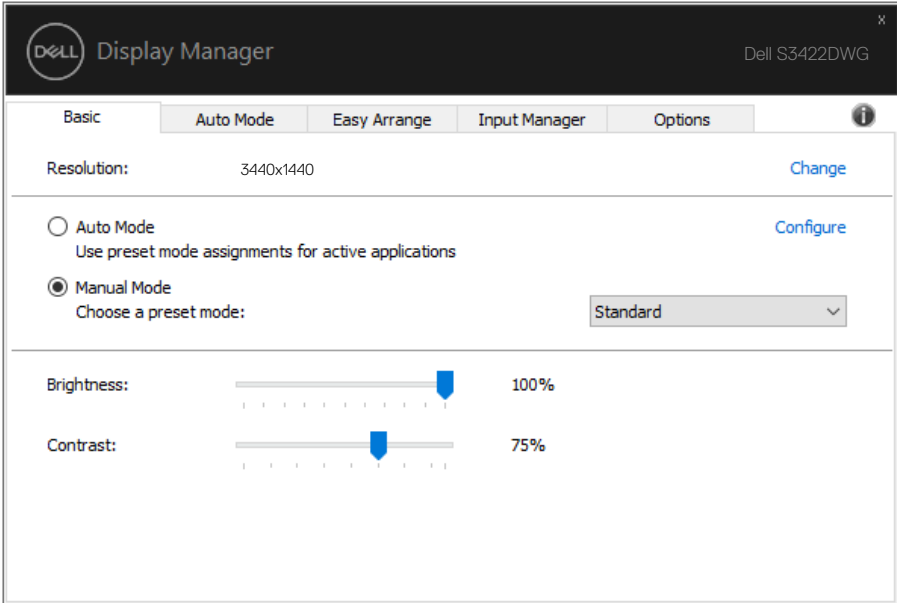 x
DELL Display Manager
Dell S3422DWG
Basic Auto Mode Easy Arrange Input Manager Options
Resolution: 3440x1440 Change
Auto Mode Configure
Use preset mode assignments for active applications
Manual Mode
Choose a preset mode: Standard
Brightness: 100%
Contrast: 75%